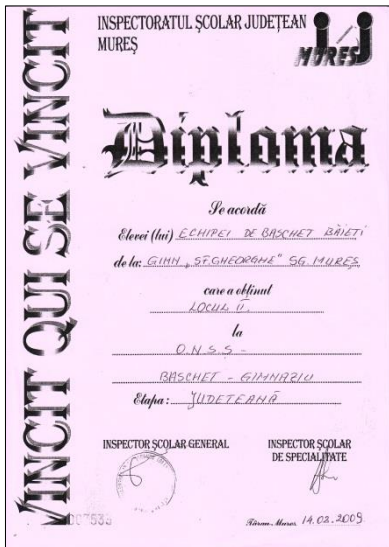 VINCIT QUI SE VINCIT
INSPECTORATUL ŞCOLAR JUDEŢEAN
MUREŞ
MUREŞ
Diploma
Se acordă
Elevei (lui) ECHIPEI DE BASCHET BĂIEŢI
de la: GIMN „SF. GHEORGHE" SG. MUREŞ
care a obţinut
LOCUL II.
la
O.N.S.Ş -
BASCHET - GIMNAZIU
Etapa: JUDEŢEANĂ
INSPECTOR ŞCOLAR GENERAL
INSPECTOR ŞCOLAR
DE SPECIALITATE
Târgu-Mureş, 14.02.2009